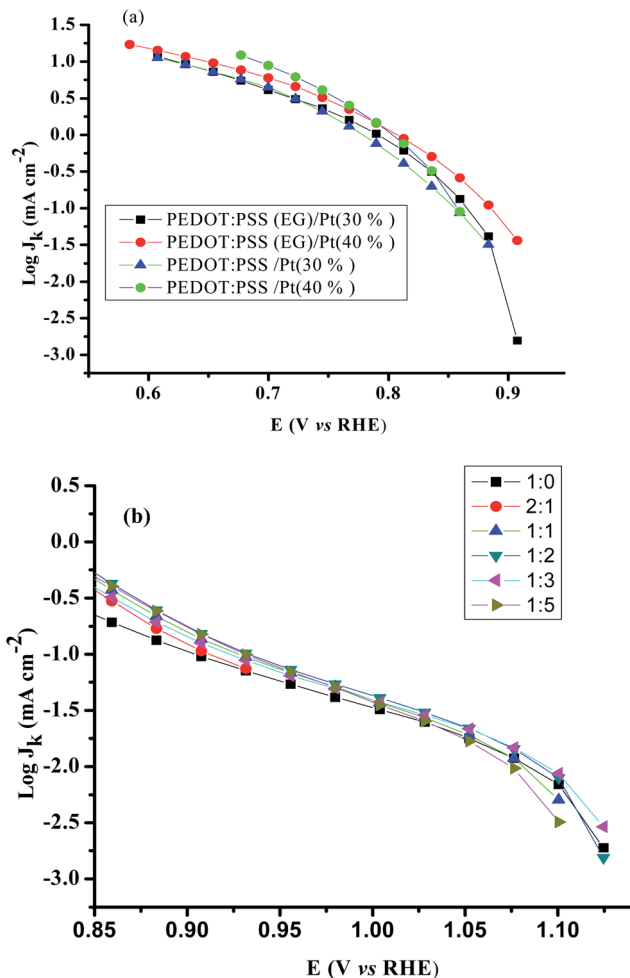 (a)
1.5
1.0
0.5
0.0
-0.5
-1.0
-1.5
-2.0
-2.5
-3.0
Log J_k (mA cm^-2)
PEDOT:PSS (EG)/Pt(30 % )
PEDOT:PSS (EG)/Pt(40 % )
PEDOT:PSS /Pt(30 % )
PEDOT:PSS /Pt(40 % )
0.6 0.7 0.8 0.9
E (V vs RHE)
(b)
1:0
2:1
1:1
1:2
1:3
1:5
0.5
0.0
-0.5
-1.0
-1.5
-2.0
-2.5
-3.0
Log J_k (mA cm^-2)
0.85 0.90 0.95 1.00 1.05 1.10
E (V vs RHE)